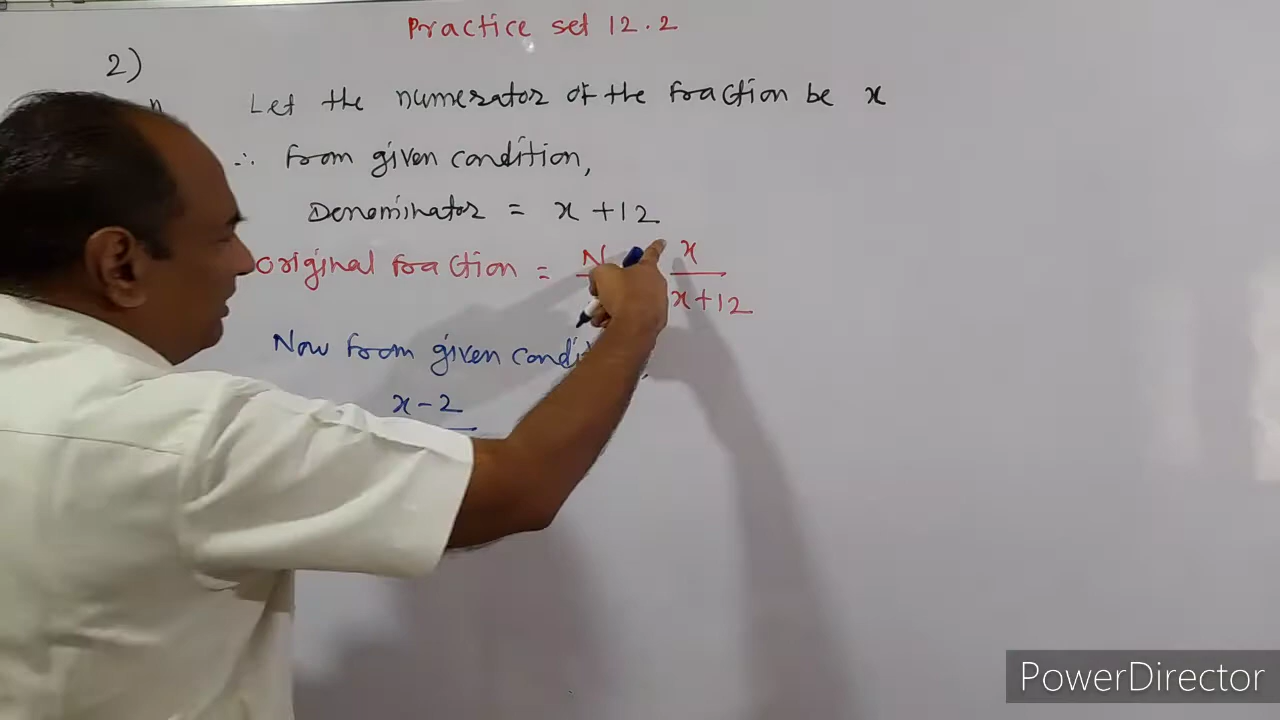 Practice set 12.2
2)
Let the numerator of the fraction be x
∴ From given condition,
Denominator = x + 12
original fraction = N x
x+12
Now from given
x - 2
PowerDirector